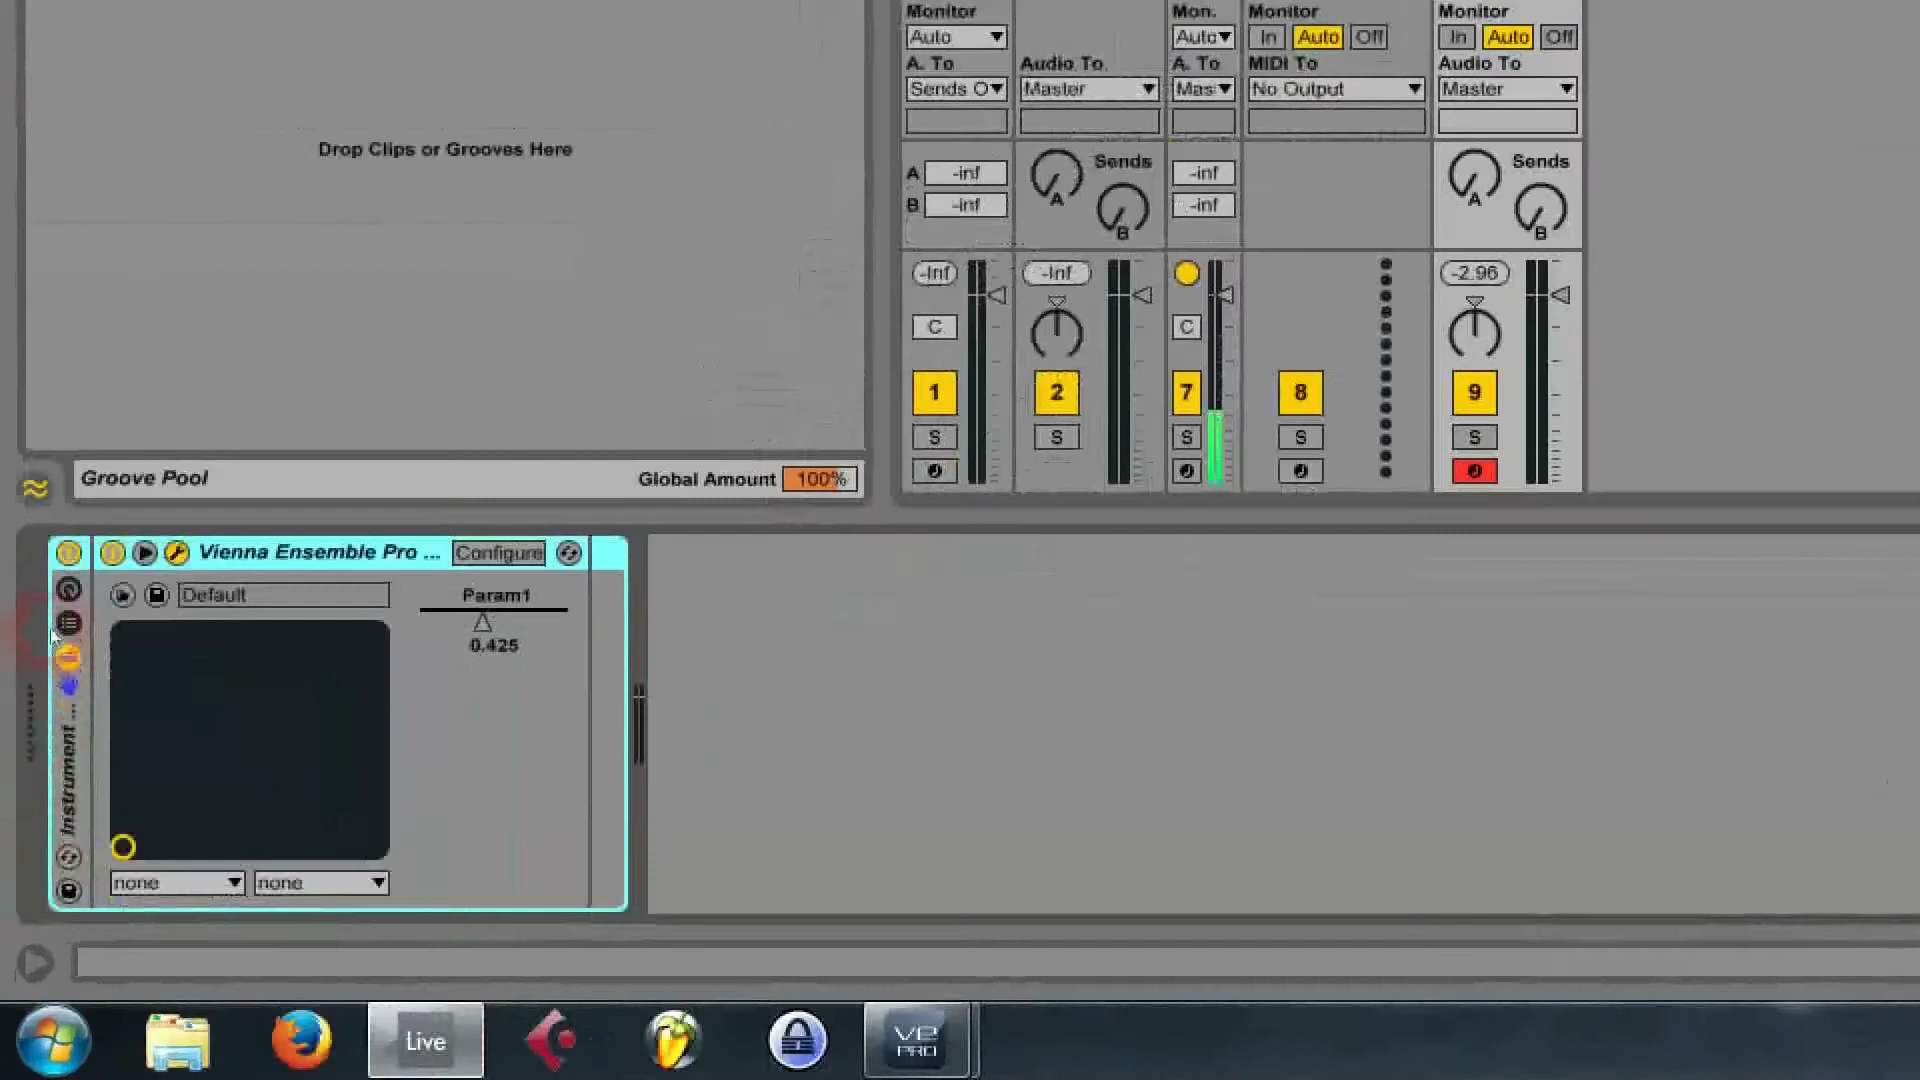 Monitor
Mon.
Monitor
Monitor
Auto
Auto
In Auto Off
In Auto Off
A. To
Audio To
A. To
MIDI To
Audio To
Sends O
Master
Mas
No Output
Master
Drop Clips or Grooves Here
A -inf
B -inf
Sends
A
B
-inf
-inf
Sends
A
B
-Inf
-Inf
-2.96
C
C
1
2
7
8
9
S
S
S
S
S
Groove Pool
Global Amount 100%
Vienna Ensemble Pro ... Configure
Default
Param1
0.425
Instrument ...
none
none
Live
VE PRO